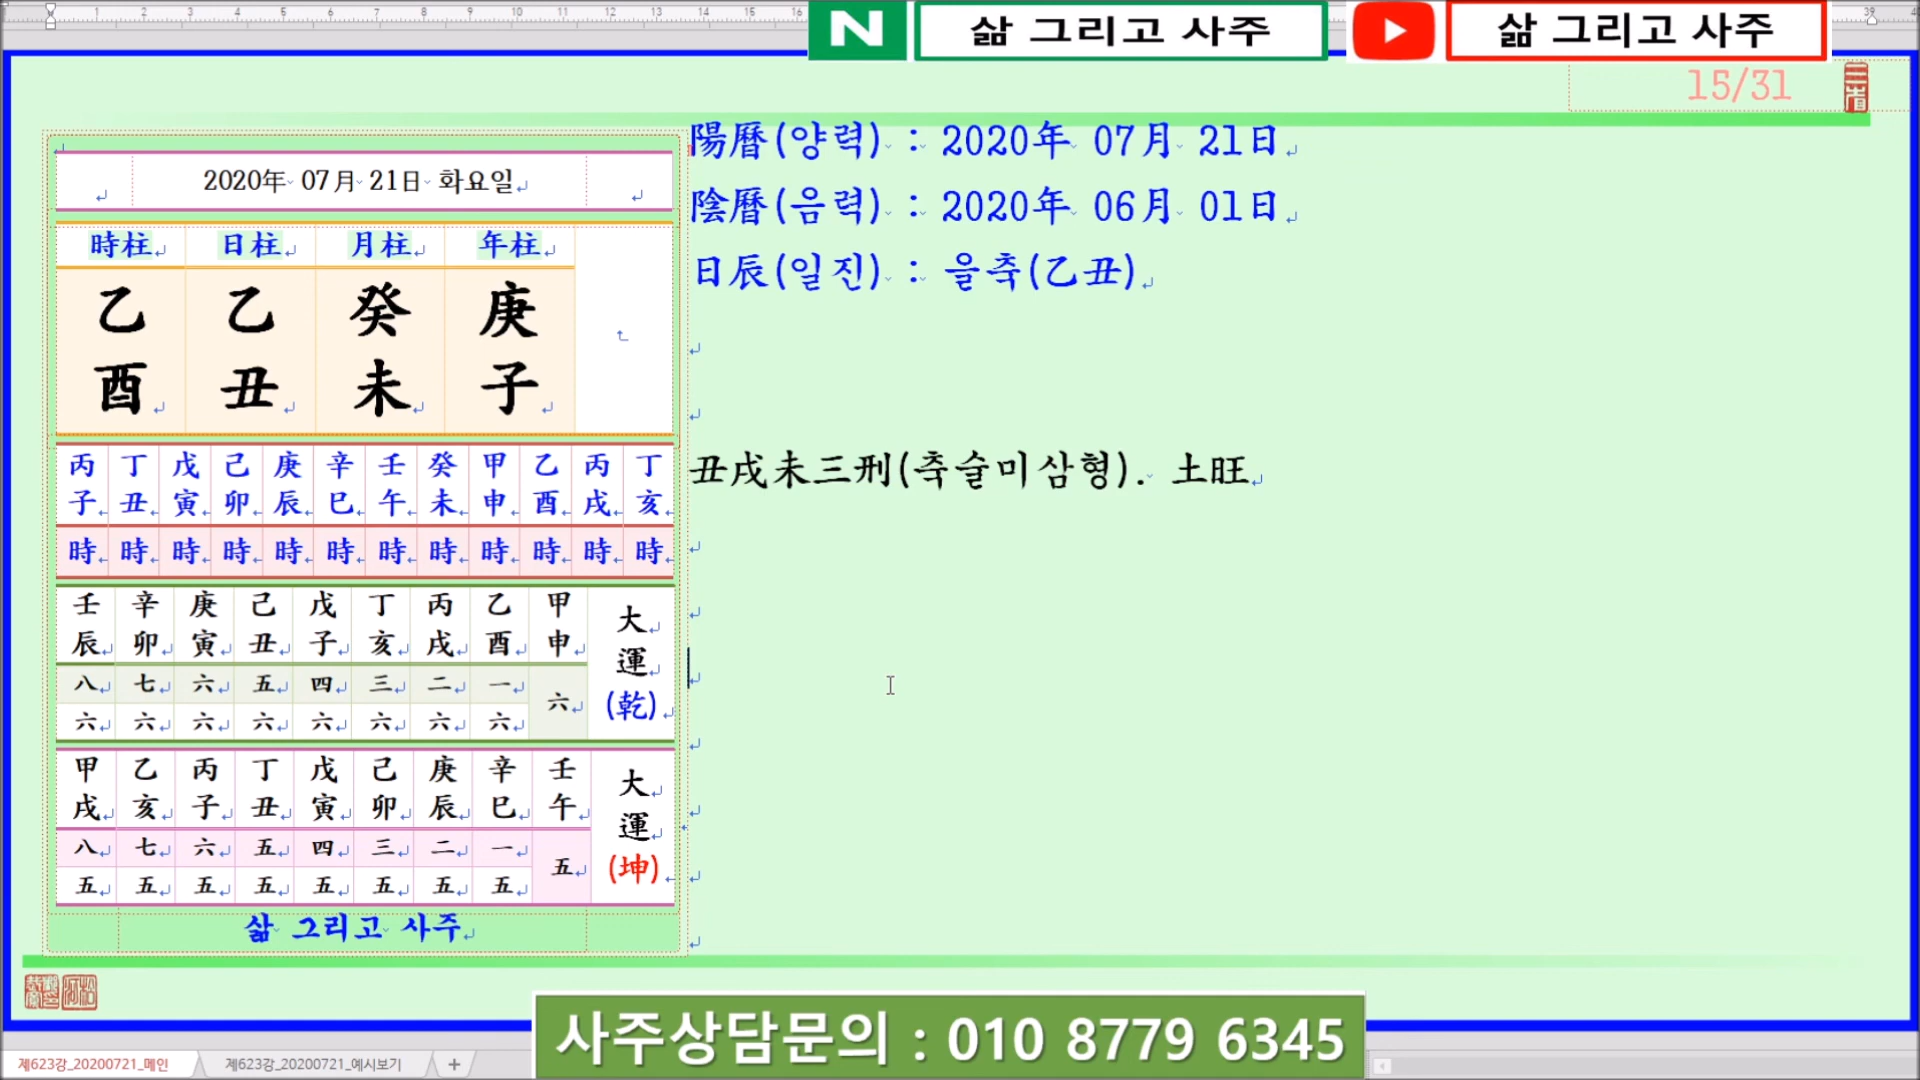 삶 그리고 사주
삶 그리고 사주
15/31
2020年 07月 21日 화요일
時柱 日柱 月柱 年柱
乙 乙 癸 庚
酉 丑 未 子
丙 丁 戊 己 庚 辛 壬 癸 甲 乙 丙 丁
子 丑 寅 卯 辰 巳 午 未 申 酉 戌 亥
時 時 時 時 時 時 時 時 時 時 時 時
壬 辛 庚 己 戊 丁 丙 乙 甲
辰 卯 寅 丑 子 亥 戌 酉 申
八 七 六 五 四 三 二 一 六
六 六 六 六 六 六 六 六
大
運
(乾)
甲 乙 丙 丁 戊 己 庚 辛 壬
戌 亥 子 丑 寅 卯 辰 巳 午
八 七 六 五 四 三 二 一 五
五 五 五 五 五 五 五 五
大
運
(坤)
삶 그리고 사주
陽曆(양력) : 2020年 07月 21日
陰曆(음력) : 2020年 06月 01日
日辰(일진) : 을축(乙丑)
丑戌未三刑(축술미삼형). 土旺
사주상담문의 : 010 8779 6345
제623강_20200721_메인
제623강_20200721_예시보기